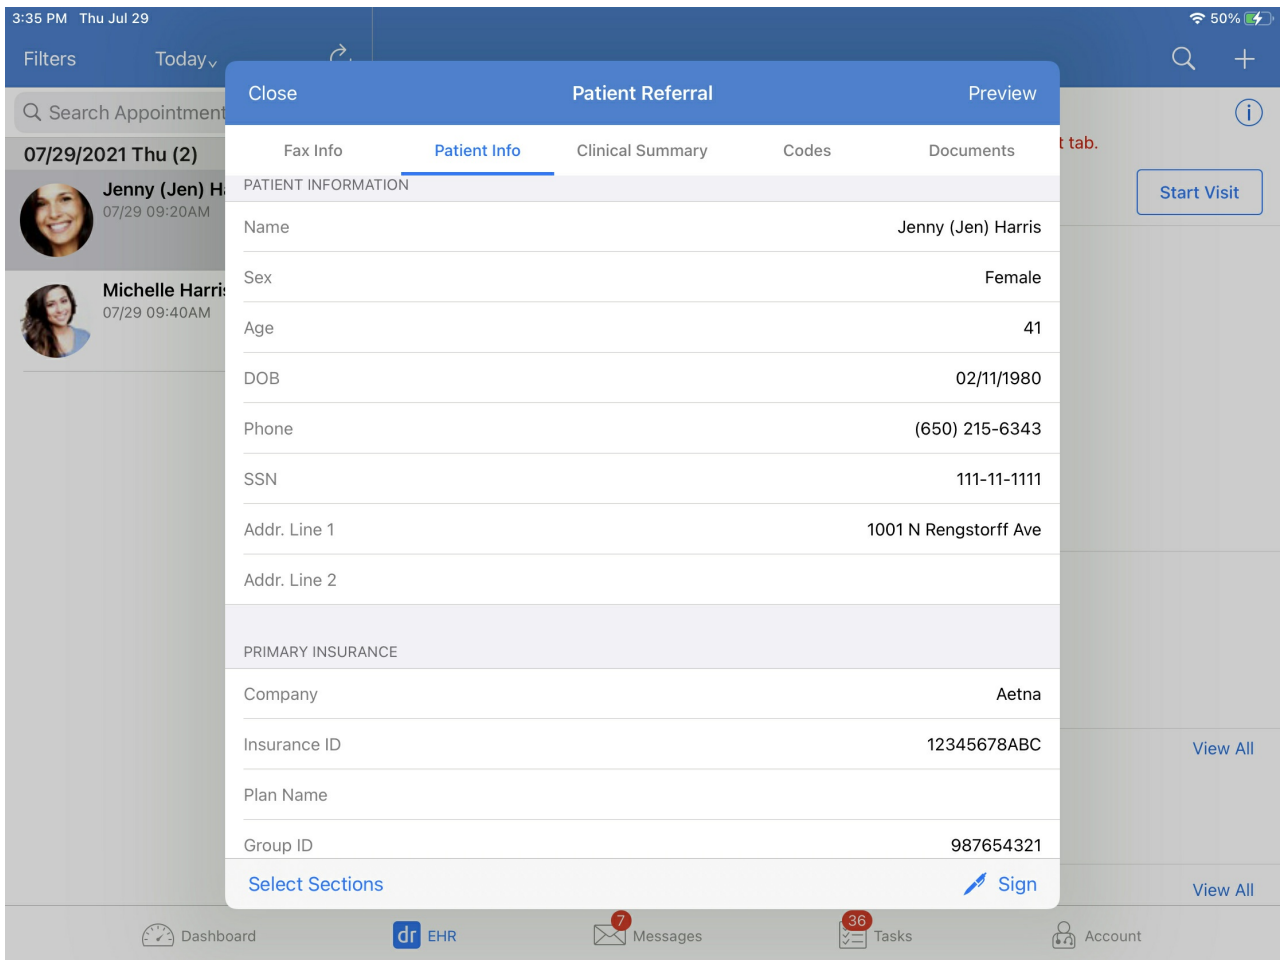 3:35 PM Thu Jul 29
50%
Filters
Today
Search Appointment
07/29/2021 Thu (2)
Jenny (Jen) H
07/29 09:20AM
Michelle Harris
07/29 09:40AM
Close
Patient Referral
Preview
Fax Info
Patient Info
Clinical Summary
Codes
Documents
PATIENT INFORMATION
Name Jenny (Jen) Harris
Sex Female
Age 41
DOB 02/11/1980
Phone (650) 215-6343
SSN 111-11-1111
Addr. Line 1 1001 N Rengstorff Ave
Addr. Line 2
PRIMARY INSURANCE
Company Aetna
Insurance ID 12345678ABC
Plan Name
Group ID 987654321
Select Sections
Sign
t tab.
Start Visit
View All
View All
Dashboard
dr EHR
7 Messages
36 Tasks
Account